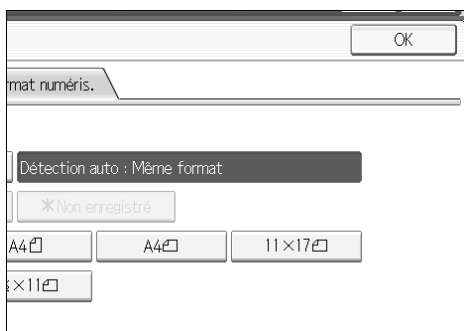 OK
rmat numéris.
Détection auto : Même format
✱Non enregistré
A4 A4 11×17
×11